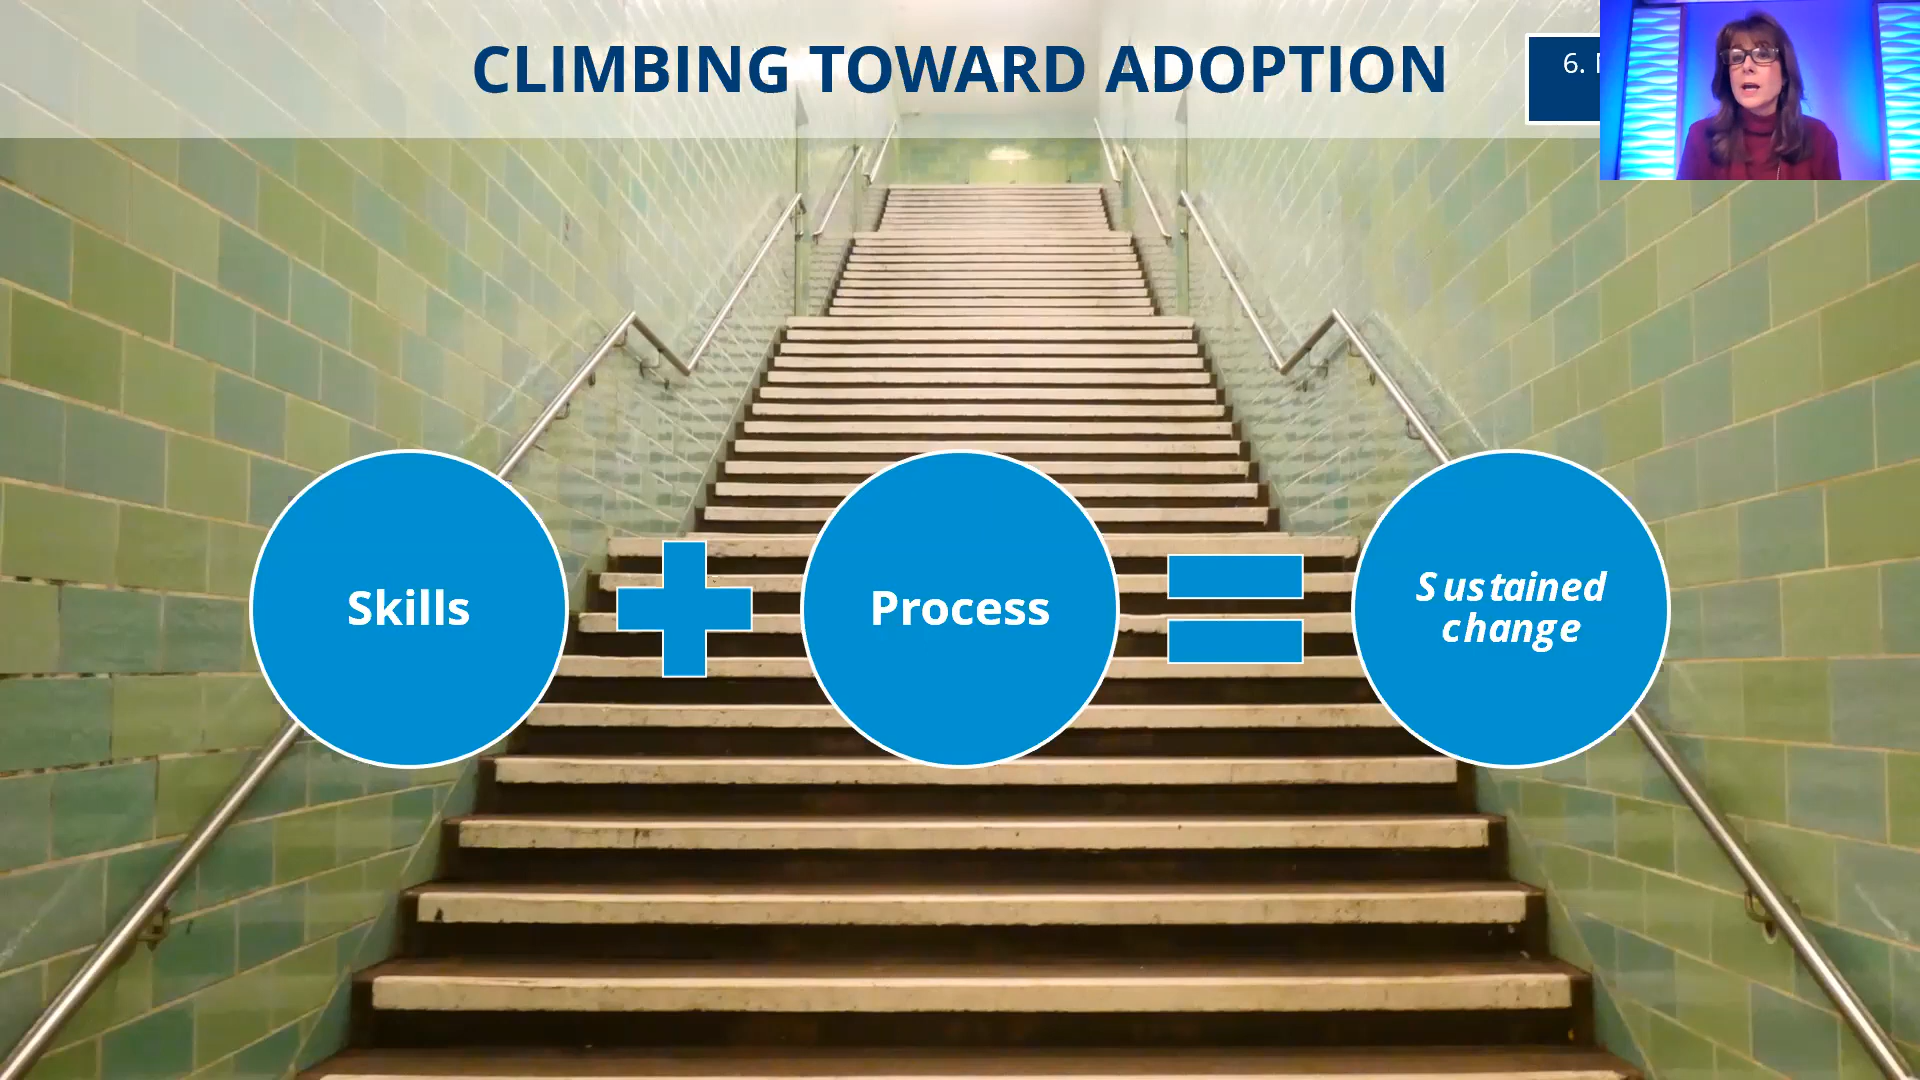 CLIMBING TOWARD ADOPTION
6.
Skills
Process
Sustained
change